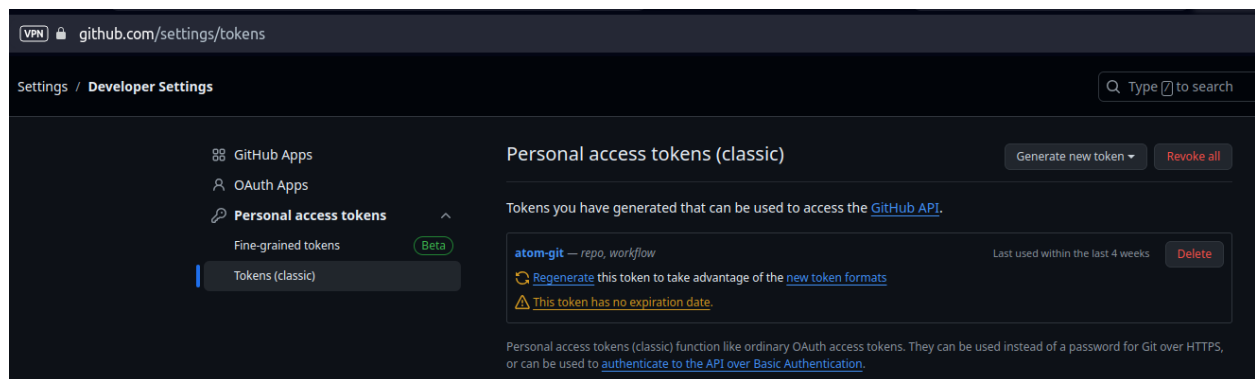 VPN github.com/settings/tokens
Settings / Developer Settings
Type / to search
GitHub Apps
OAuth Apps
Personal access tokens
Fine-grained tokens Beta
Tokens (classic)
Personal access tokens (classic)
Generate new token
Revoke all
Tokens you have generated that can be used to access the GitHub API.
atom-git — repo, workflow
Last used within the last 4 weeks
Delete
Regenerate this token to take advantage of the new token formats
This token has no expiration date.
Personal access tokens (classic) function like ordinary OAuth access tokens. They can be used instead of a password for Git over HTTPS,
or can be used to authenticate to the API over Basic Authentication.